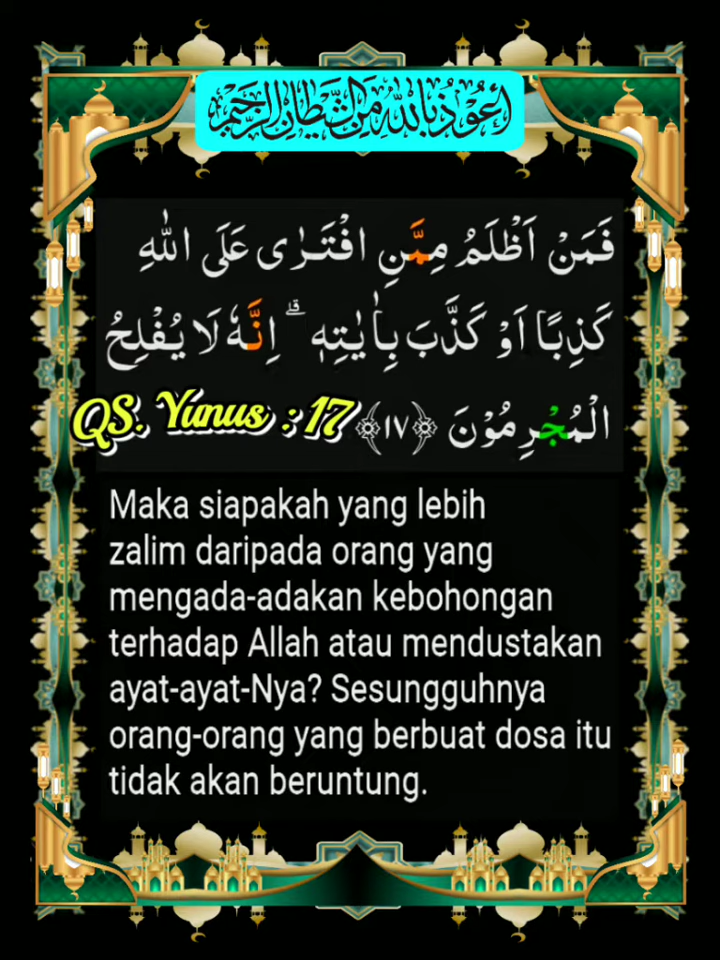 اَعُوْذُ بِاللّٰهِ مِنَ الشَّيْطَانِ الرَّجِيْمِ
فَمَنْ اَظْلَمُ مِمَّنِ افْتَرٰى عَلَى اللّٰهِ
كَذِبًا اَوْ كَذَّبَ بِاٰيٰتِهٖ ۗ اِنَّهٗ لَا يُفْلِحُ
الْمُجْرِمُوْنَ ﴿١٧﴾
QS. Yunus : 17
Maka siapakah yang lebih
zalim daripada orang yang
mengada-adakan kebohongan
terhadap Allah atau mendustakan
ayat-ayat-Nya? Sesungguhnya
orang-orang yang berbuat dosa itu
tidak akan beruntung.